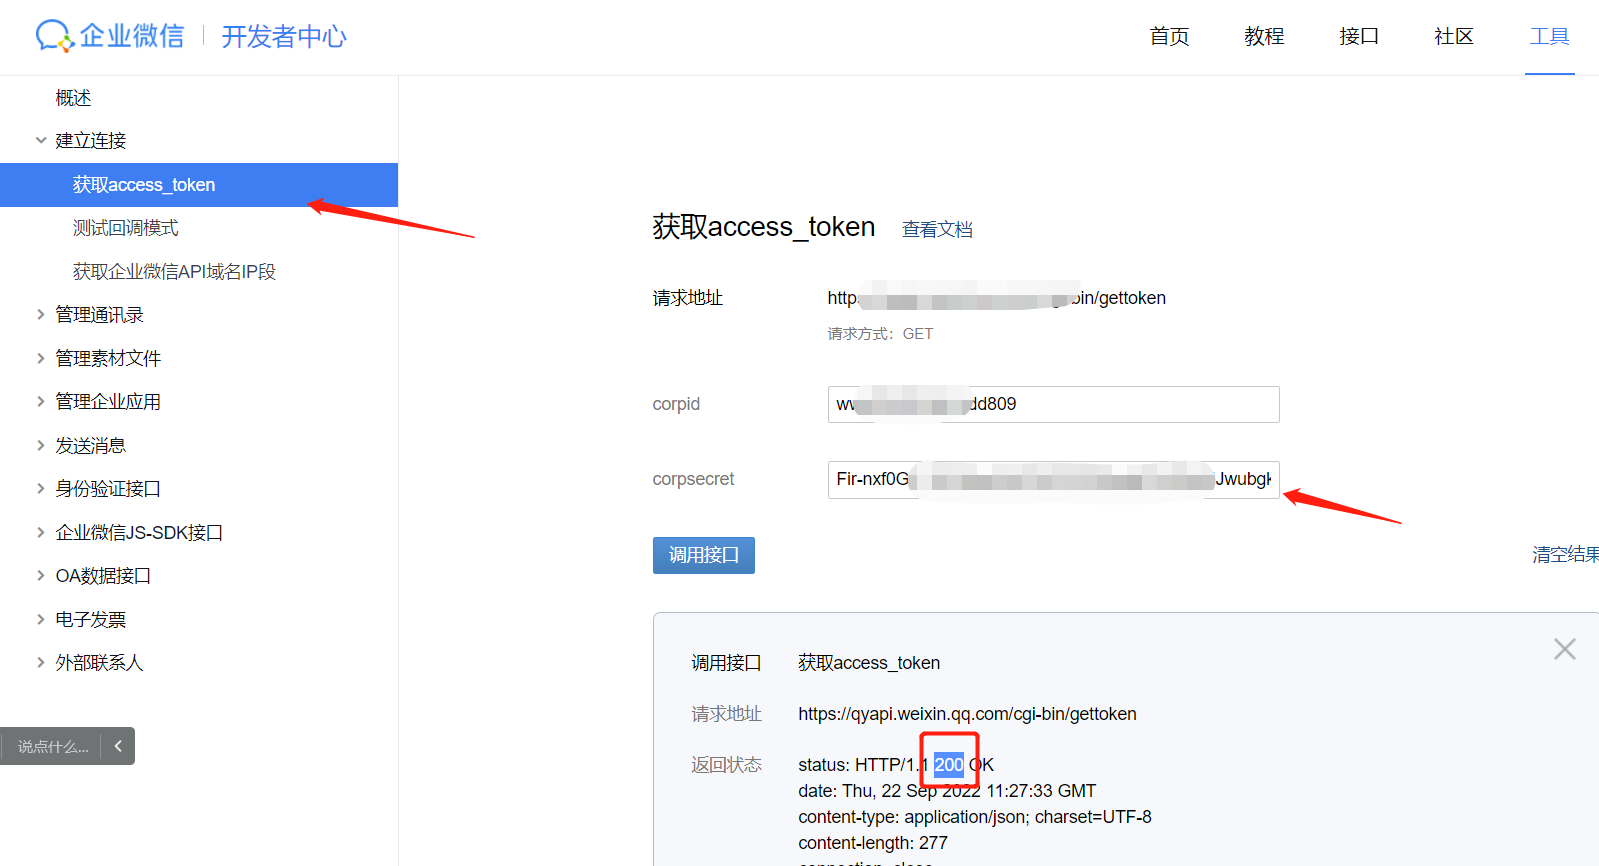 企业微信 开发者中心
首页 教程 接口 社区 工具
概述
建立连接
获取access_token
测试回调模式
获取企业微信API域名IP段
管理通讯录
管理素材文件
管理企业应用
发送消息
身份验证接口
企业微信JS-SDK接口
OA数据接口
电子发票
外部联系人
说点什么...
获取access_token 查看文档
请求地址 http bin/gettoken
请求方式：GET
corpid dd809
corpsecret Fir-nxf0G Jwubgk
调用接口
清空结果
调用接口 获取access_token
请求地址 https://qyapi.weixin.qq.com/cgi-bin/gettoken
返回状态 status: HTTP/1.1 200 OK
date: Thu, 22 Sep 2022 11:27:33 GMT
content-type: application/json; charset=UTF-8
content-length: 277